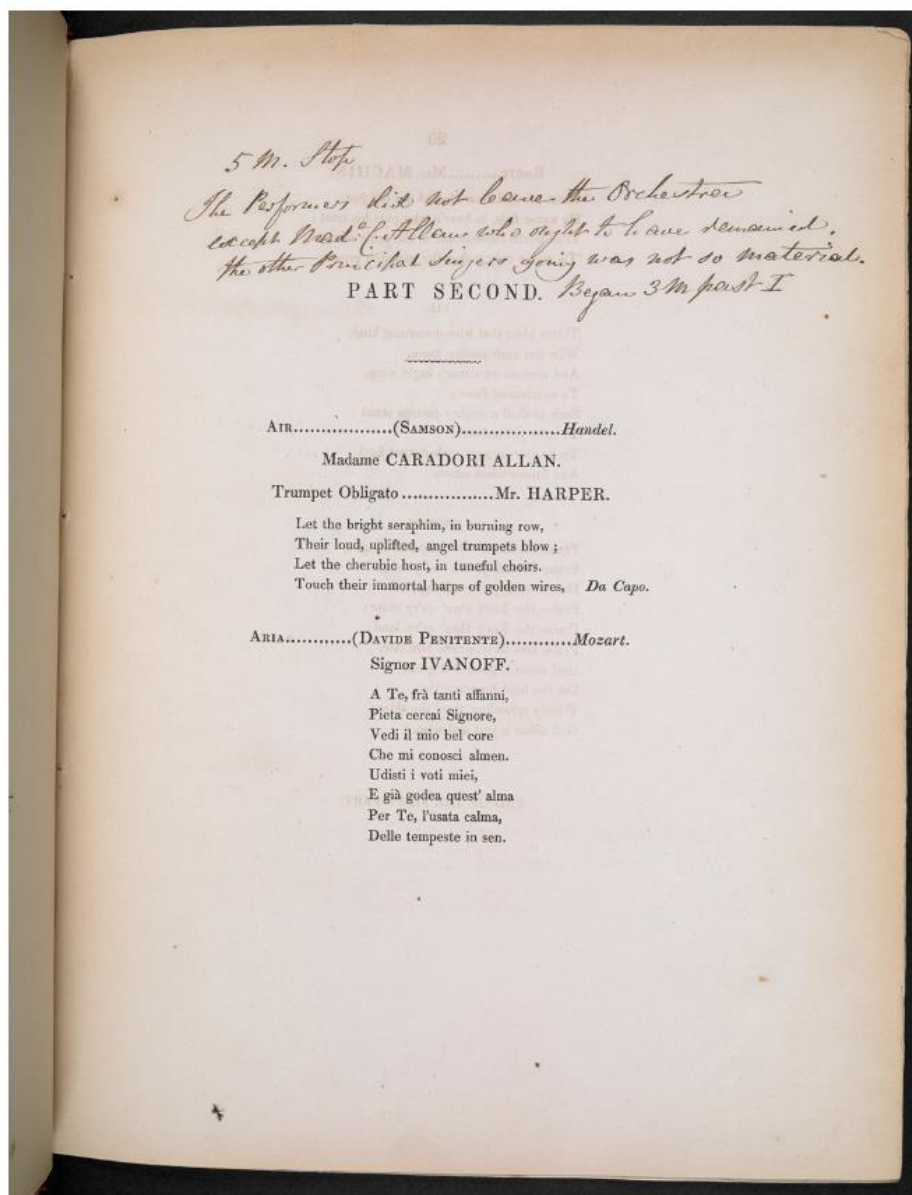 5 M. Stop
The Performers did not leave the Orchestra
except Mad.e C. Allan who ought to have remained.
the other Principal Singers going was not so material.
PART SECOND. Began 3 M past I
AIR..................(SAMSON)..................Handel.
Madame CARADORI ALLAN.
Trumpet Obligato .................Mr. HARPER.
Let the bright seraphim, in burning row,
Their loud, uplifted, angel trumpets blow ;
Let the cherubic host, in tuneful choirs.
Touch their immortal harps of golden wires, Da Capo.
ARIA............(DAVIDE PENITENTE)............Mozart.
Signor IVANOFF.
A Te, frà tanti affanni,
Pieta cercai Signore,
Vedi il mio bel core
Che mi conosci almen.
Udisti i voti miei,
E già godea quest' alma
Per Te, l'usata calma,
Delle tempeste in sen.